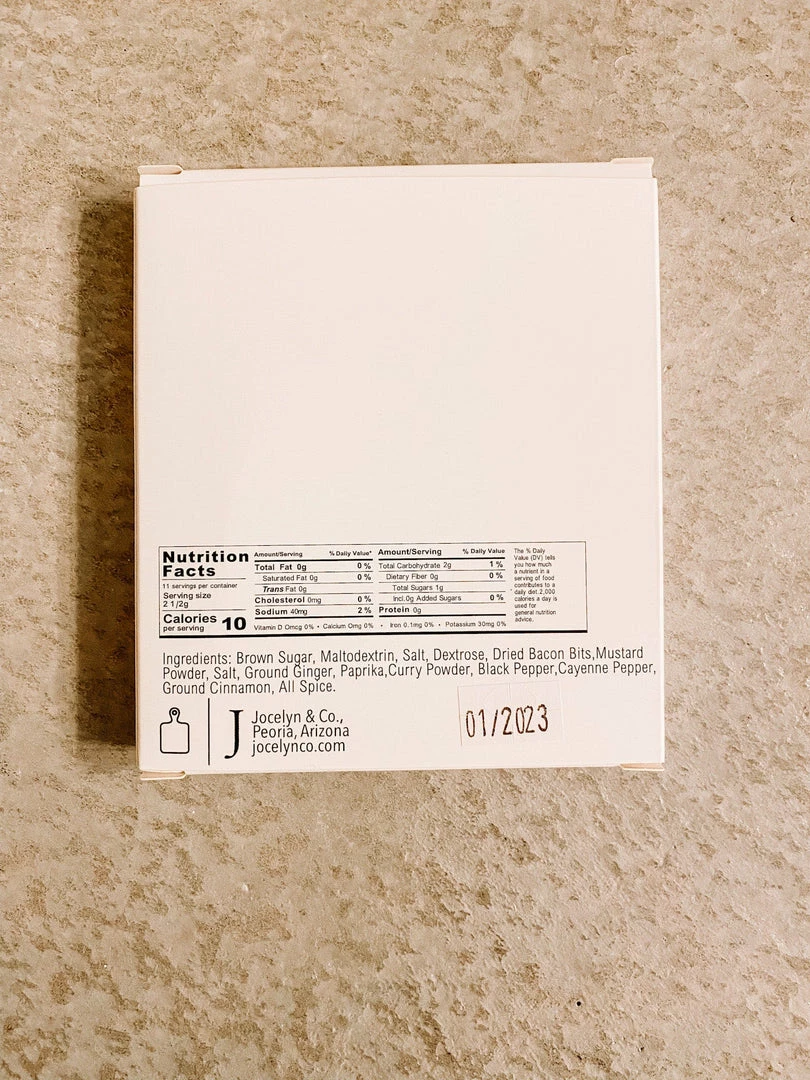 Nutrition
Facts
11 servings per container
Serving size
2 1/2g
Calories
per serving
10
Amount/Serving % Daily Value*
Total Fat 0g 0 %
Saturated Fat 0g 0 %
Trans Fat 0g
Cholesterol 0mg 0 %
Sodium 40mg 2 %
Amount/Serving % Daily Value
Total Carbohydrate 2g 1 %
Dietary Fiber 0g 0 %
Total Sugars 1g
Incl.0g Added Sugars 0 %
Protein 0g
Vitamin D 0mcg 0% • Calcium 0mg 0% • Iron 0.1mg 0% • Potassium 30mg 0%
The % Daily
Value (DV) tells
you how much
a nutrient in a
serving of food
contributes to a
daily diet.2,000
calories a day is
used for
general nutrition
advice.
Ingredients: Brown Sugar, Maltodextrin, Salt, Dextrose, Dried Bacon Bits,Mustard
Powder, Salt, Ground Ginger, Paprika,Curry Powder, Black Pepper,Cayenne Pepper,
Ground Cinnamon, All Spice.
J
Jocelyn & Co.,
Peoria, Arizona
jocelynco.com
01/2023